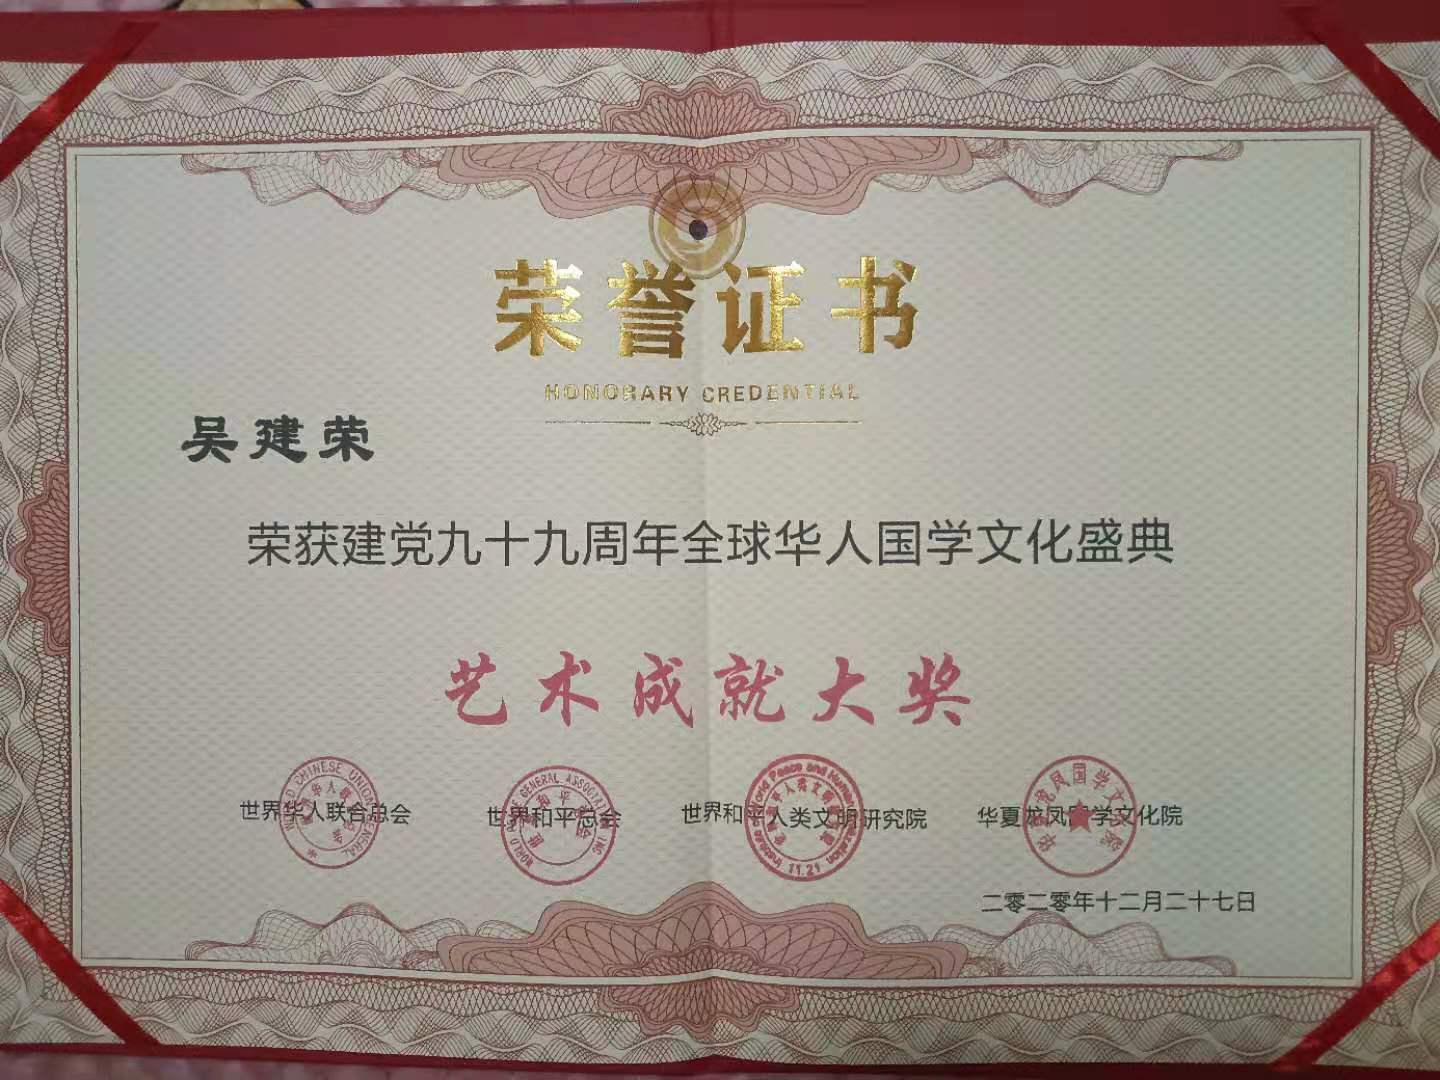 荣誉证书
HONORARY CREDENTIAL
吴建荣
荣获建党九十九周年全球华人国学文化盛典
艺术成就大奖
世界华人联合总会
世界和平总会
世界和平人类文明研究院
华夏龙凤国学文化院
二零二零年十二月二十七日
11.21